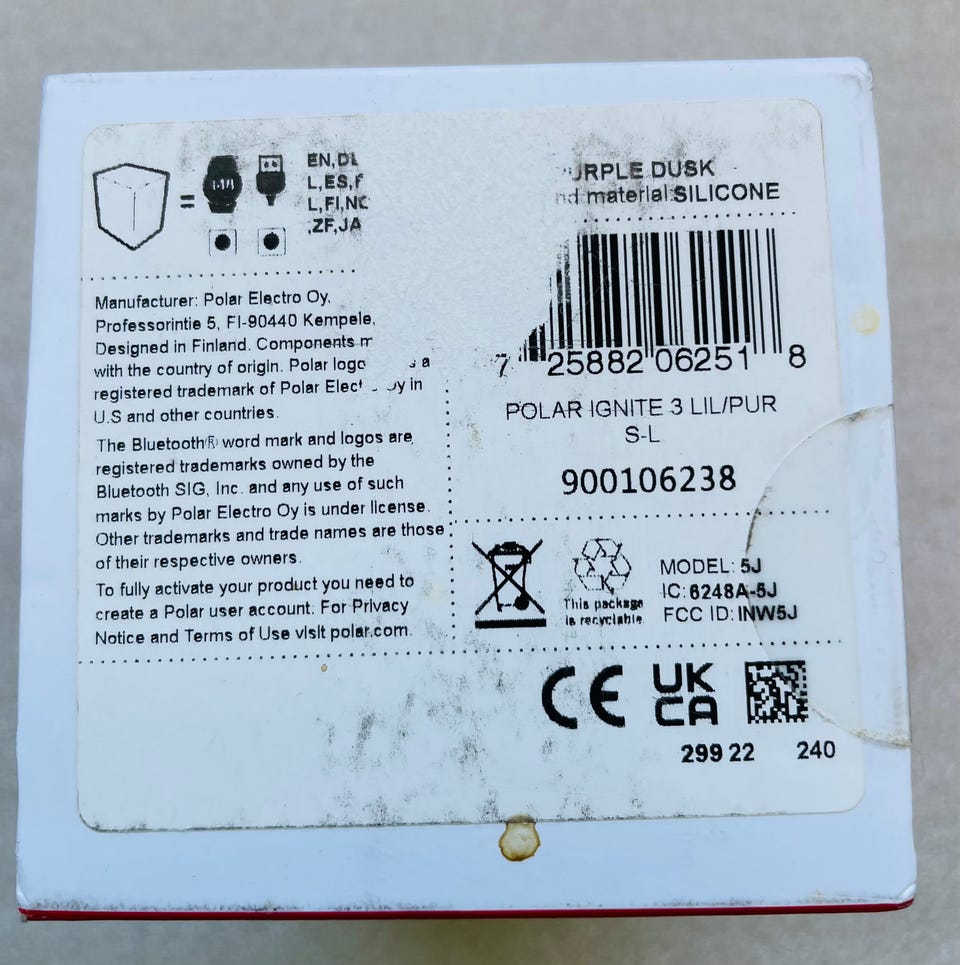 EN,
L,ES,
L,FI,
,ZF,JA
PURPLE DUSK
material:SILICONE
7 25882 06251 8
POLAR IGNITE 3 LIL/PUR
S-L
900106238
Manufacturer: Polar Electro Oy,
Professorintie 5, FI-90440 Kempele,
Designed in Finland. Components
with the country of origin. Polar logo a
registered trademark of Polar Oy in
U.S and other countries.
The Bluetooth® word mark and logos are
registered trademarks owned by the
Bluetooth SIG, Inc. and any use of such
marks by Polar Electro Oy is under license.
Other trademarks and trade names are those
of their respective owners.
To fully activate your product you need to
create a Polar user account. For Privacy
Notice and Terms of Use visit polar.com.
This package
is recyclable
MODEL: 5J
IC: 6248A-5J
FCC ID: INW5J
CE
UK
CA
299 22 240